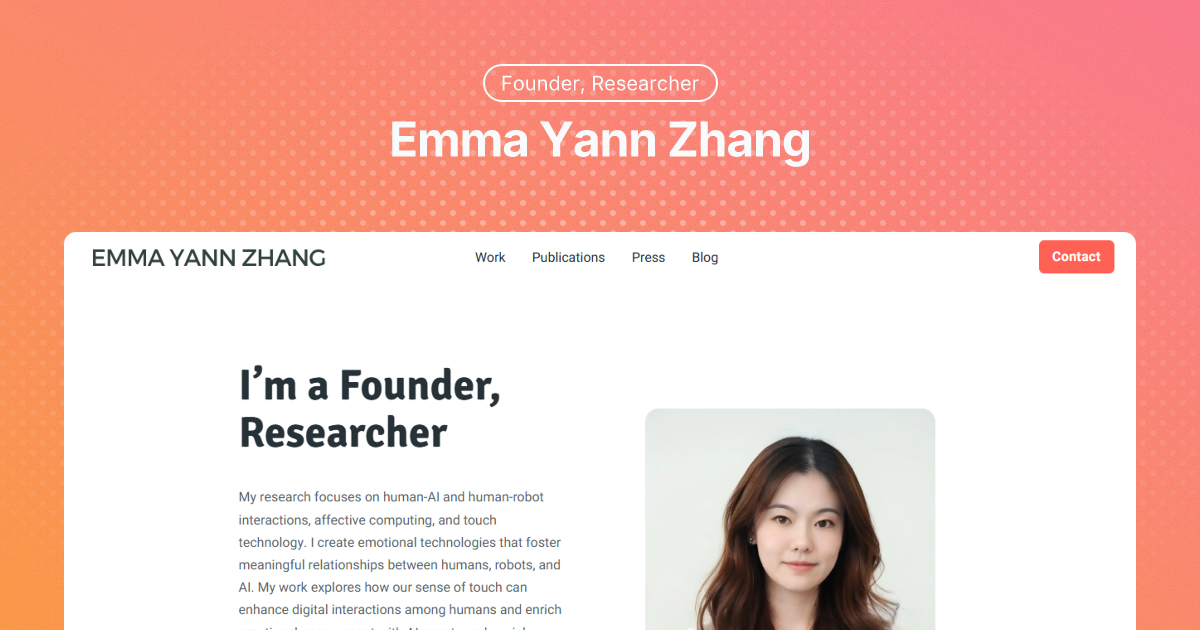 Founder, Researcher
Emma Yann Zhang
EMMA YANN ZHANG
Work
Publications
Press
Blog
Contact
I’m a Founder,
Researcher
My research focuses on human-AI and human-robot
interactions, affective computing, and touch
technology. I create emotional technologies that foster
meaningful relationships between humans, robots, and
AI. My work explores how our sense of touch can
enhance digital interactions among humans and enrich